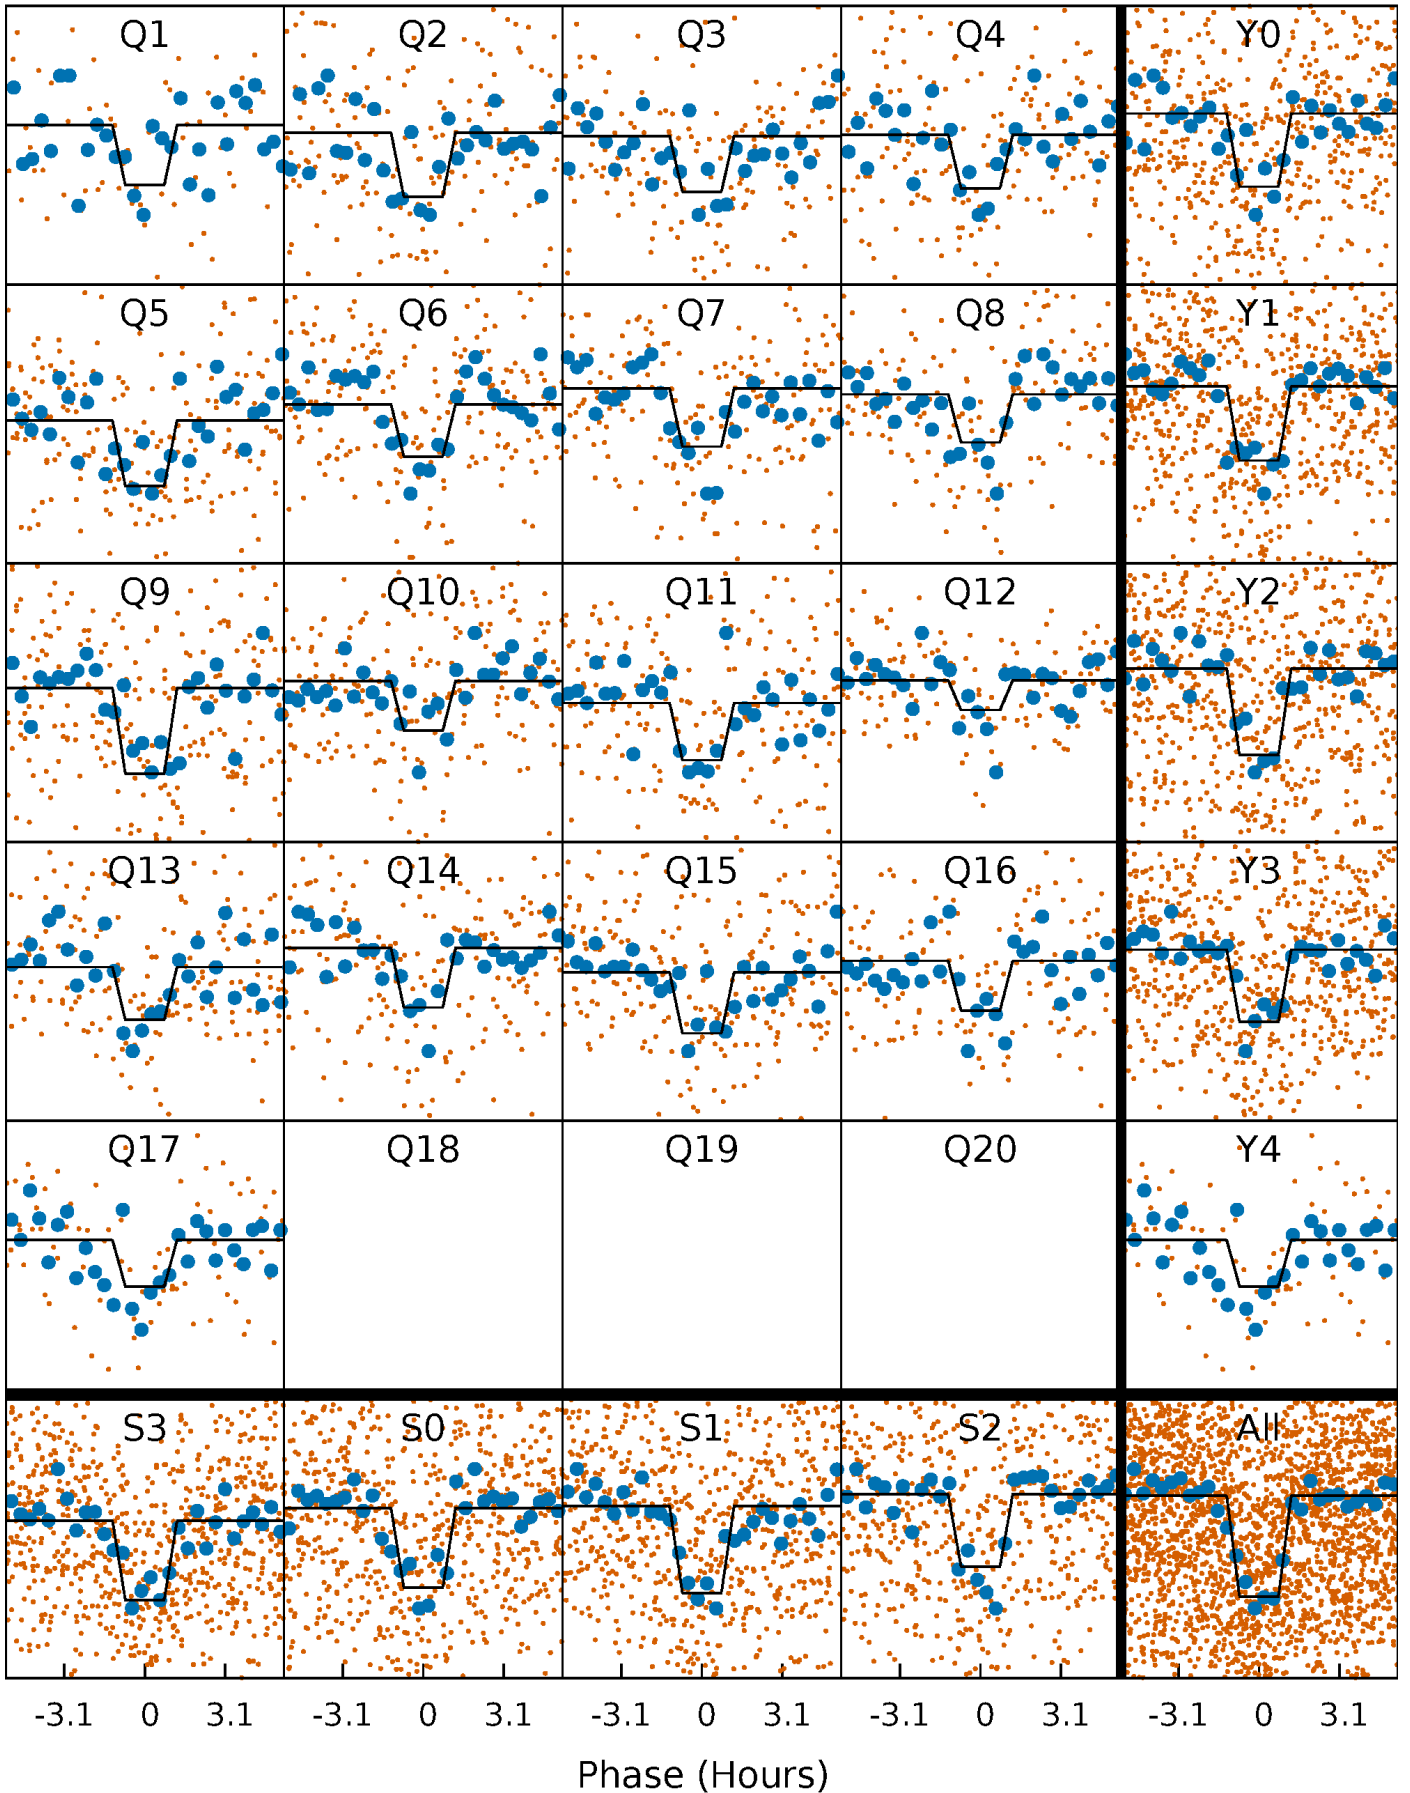 Q1 Q2 Q3 Q4 Y0
Q5 Q6 Q7 Q8 Y1
Q9 Q10 Q11 Q12 Y2
Q13 Q14 Q15 Q16 Y3
Q17 Q18 Q19 Q20 Y4
S3 S0 S1 S2 All
-3.1 0 3.1 -3.1 0 3.1 -3.1 0 3.1 -3.1 0 3.1 -3.1 0 3.1
Phase (Hours)